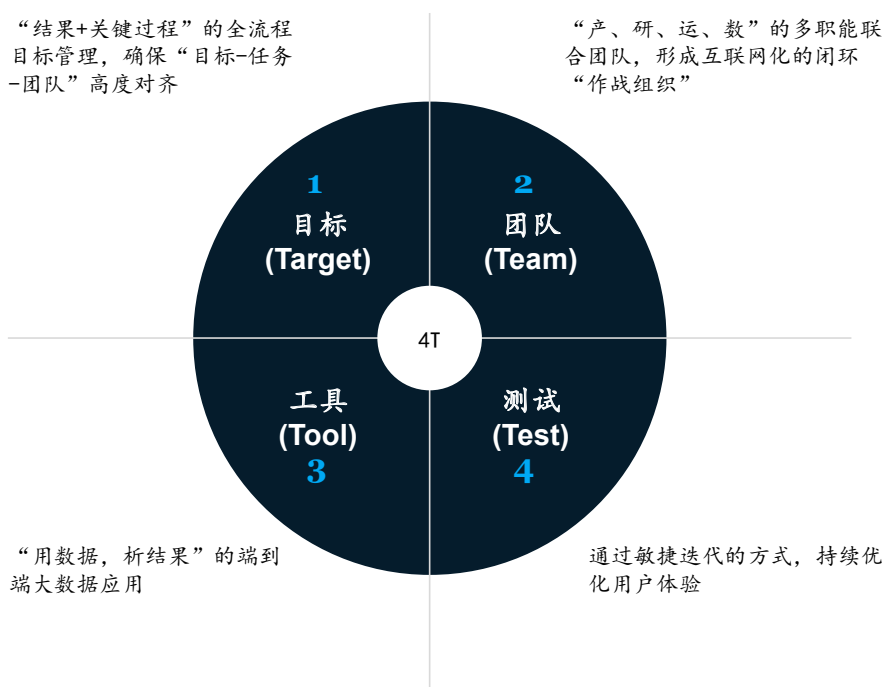 “结果+关键过程”的全流程
目标管理，确保“目标-任务
-团队”高度对齐
“产、研、运、数”的多职能联
合团队，形成互联网化的闭环
“作战组织”
1
目标
(Target)
2
团队
(Team)
4T
工具
(Tool)
3
测试
(Test)
4
“用数据，析结果”的端到
端大数据应用
通过敏捷迭代的方式，持续优
化用户体验